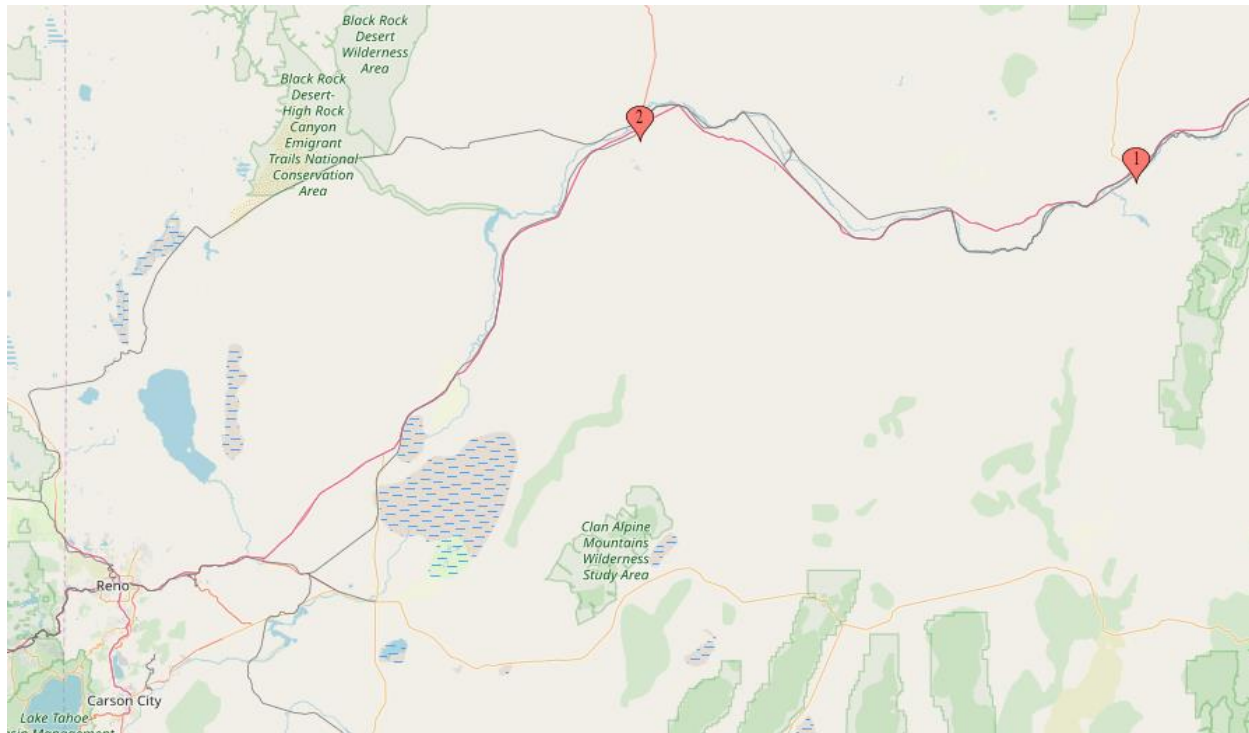 Black Rock
Desert
Wilderness
Area
Black Rock
Desert-
High Rock
Canyon
Emigrant
Trails National
Conservation
Area
2
1
Clan Alpine
Mountains
Wilderness
Study Area
Reno
Carson City
Lake Tahoe